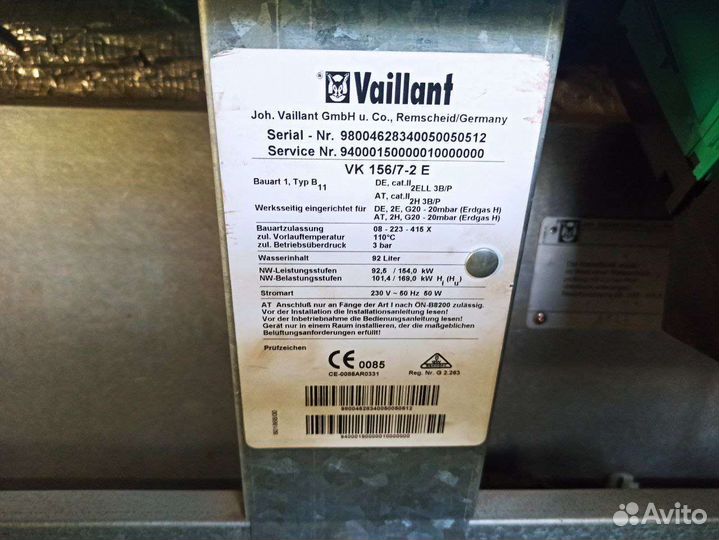 Vaillant
Joh. Vaillant GmbH u. Co., Remscheid/Germany
Serial - Nr. 98004628340050050512
Service Nr. 94000150000010000000
VK 156/7-2 E
Bauart 1, Typ B11 DE, cat.II2ELL 3B/P
AT, cat.II2H 3B/P
Werksseitig eingerichtet für DE, 2E, G20 - 20mbar (Erdgas H)
AT, 2H, G20 - 20mbar (Erdgas H)
Bauartzulassung 08 - 223 - 415 X
zul. Vorlauftemperatur 110°C
zul. Betriebsüberdruck 3 bar
Wasserinhalt 92 Liter
NW-Leistungsstufen 92,5 / 154,0 kW
NW-Belastungsstufen 101,4 / 169,0 kW Hi (Hu)
Stromart 230 V ~ 50 Hz 50 W
AT Anschluß nur an Fänge der Art I nach ÖN-B8200 zulässig.
Vor der Installation die Installationsanleitung lesen!
Vor der Inbetriebnahme die Bedienungsanleitung lesen!
Gerät nur in einem Raum installieren, der die maßgeblichen
Belüftungsanforderungen erfüllt!
Prüfzeichen
CE 0085
CE-0085AR0331
Reg. Nr. G 2.263
98004628340050050512
94000150000010000000
Avito